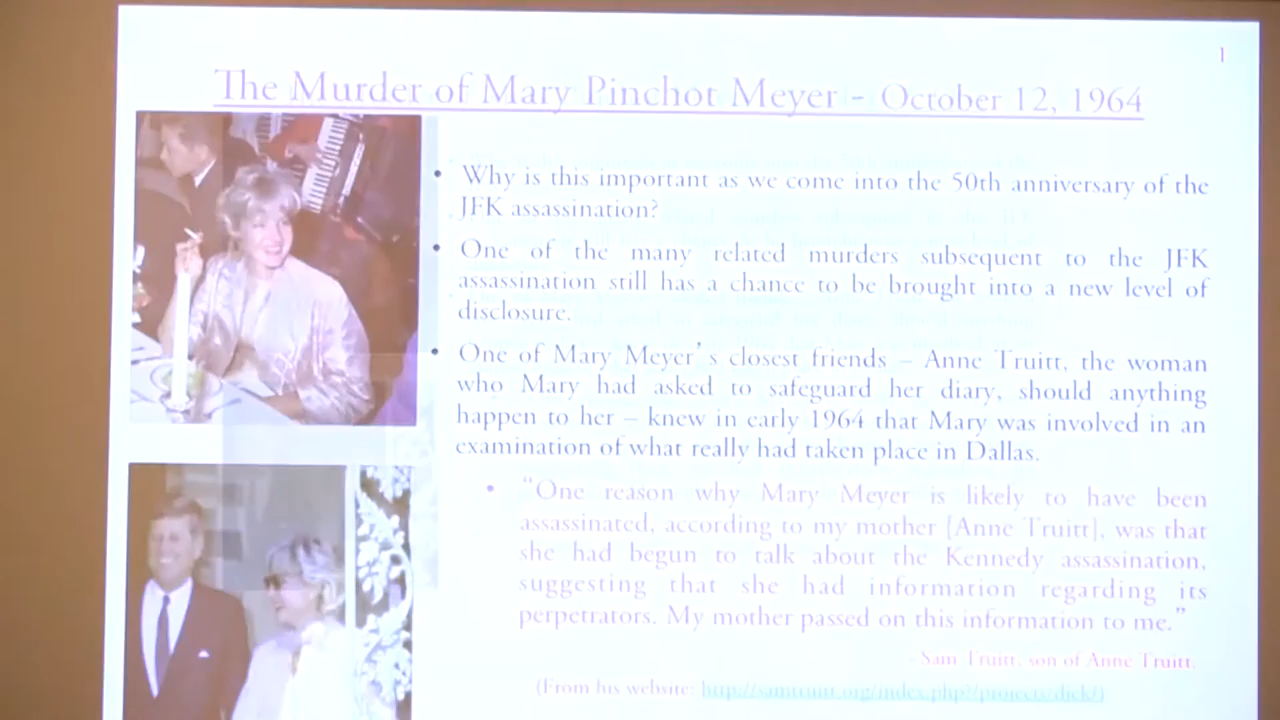 1
The Murder of Mary Pinchot Meyer - October 12, 1964
• Why is this important as we come into the 50th anniversary of the
JFK assassination?
• One of the many related murders subsequent to the JFK
assassination still has a chance to be brought into a new level of
disclosure.
• One of Mary Meyer's closest friends – Anne Truitt, the woman
who Mary had asked to safeguard her diary, should anything
happen to her – knew in early 1964 that Mary was involved in an
examination of what really had taken place in Dallas.
• "One reason why Mary Meyer is likely to have been
assassinated, according to my mother [Anne Truitt], was that
she had begun to talk about the Kennedy assassination,
suggesting that she had information regarding its
perpetrators. My mother passed on this information to me."
- Sam Truitt, son of Anne Truitt.
(From his website: http://samtruitt.org/index.php?/projects/dick/)